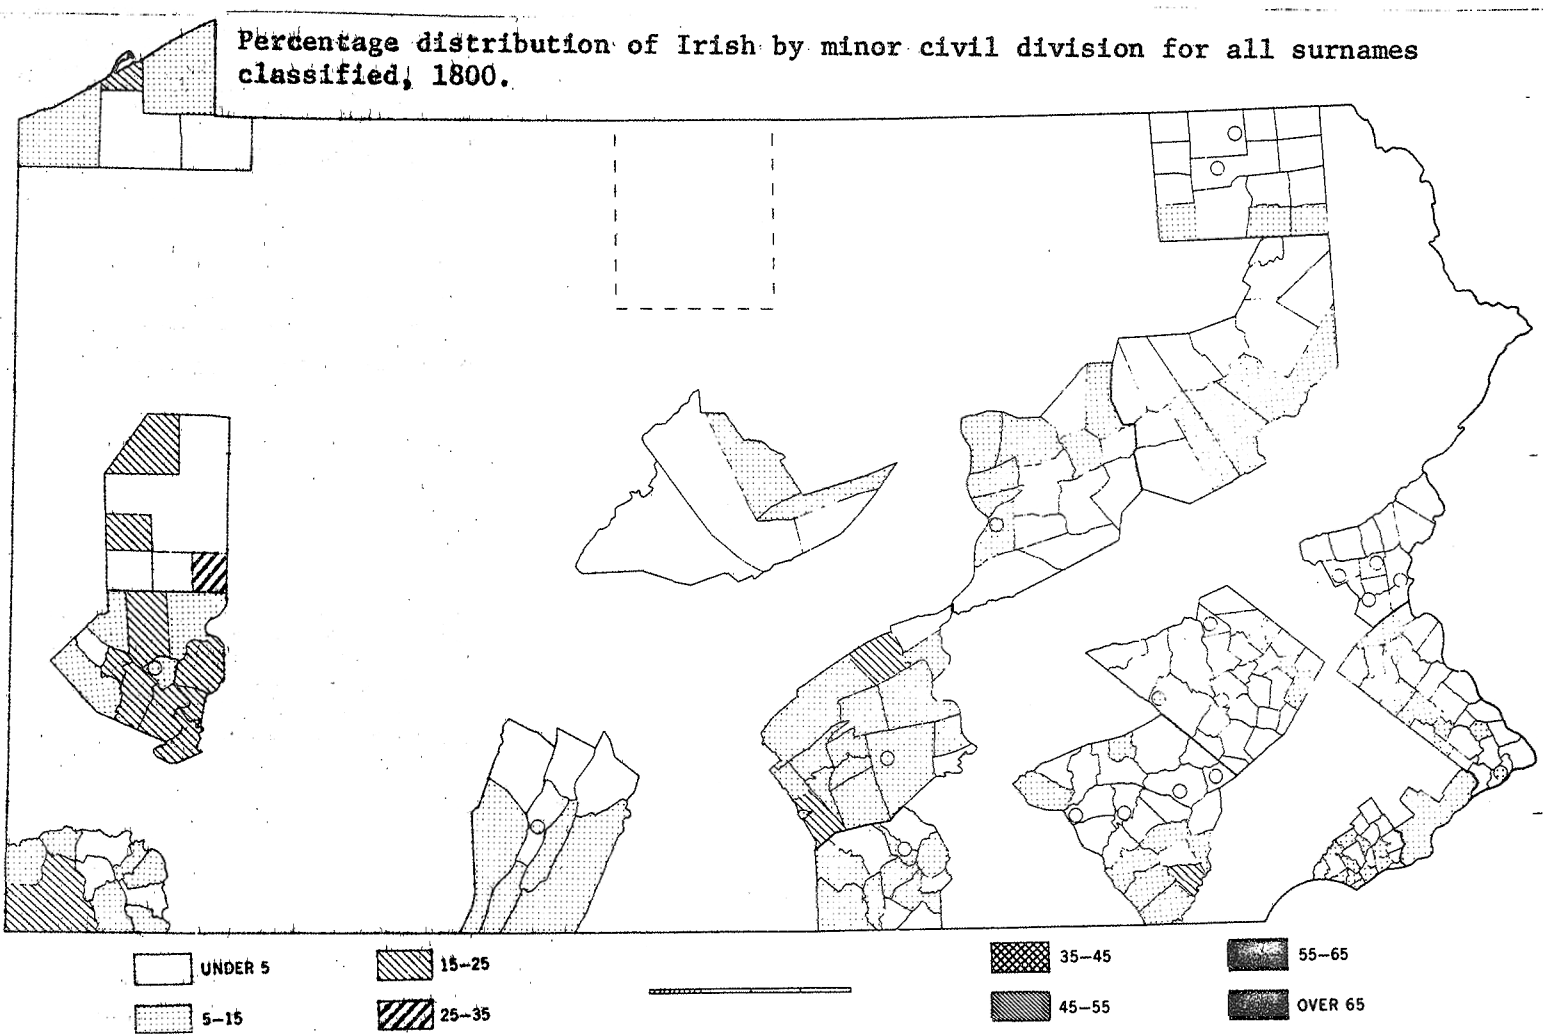 Percentage distribution of Irish by minor civil division for all surnames
classified, 1800.
UNDER 5
15-25
35-45
55-65
5-15
25-35
45-55
OVER 65